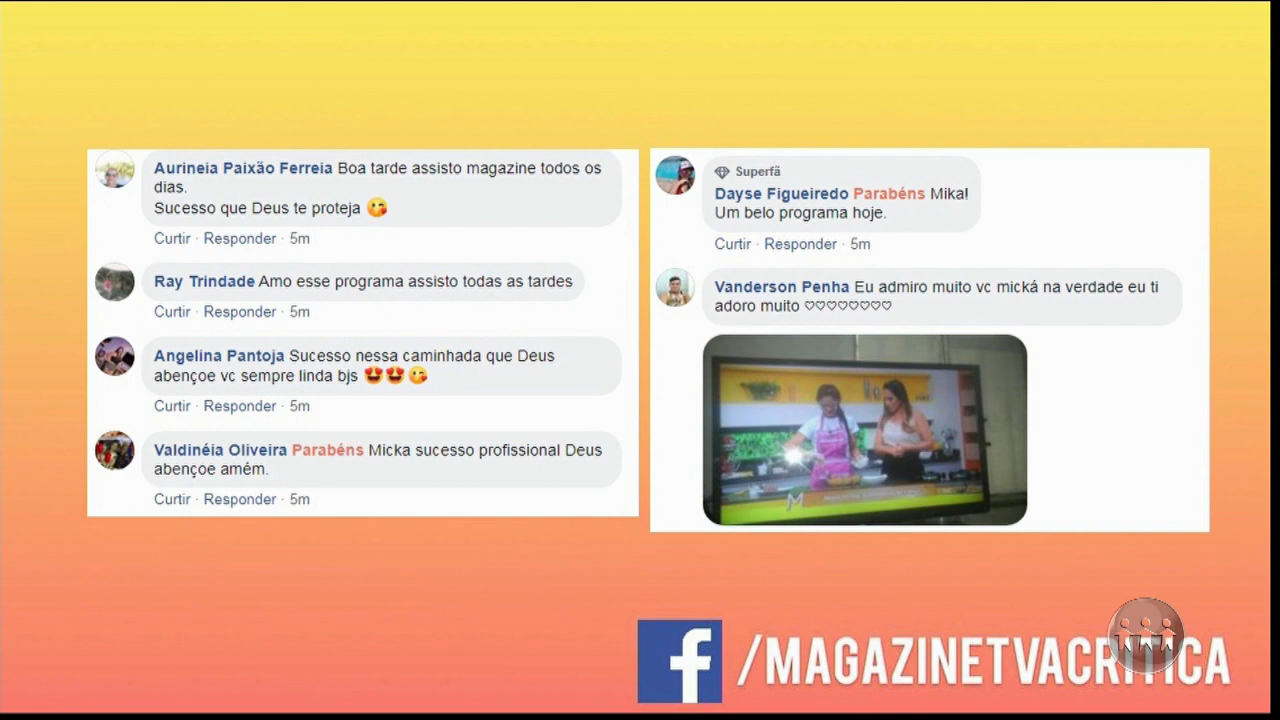 Aurineia Paixão Ferreia Boa tarde assisto magazine todos os
dias.
Sucesso que Deus te proteja 😘
Curtir · Responder · 5m
Ray Trindade Amo esse programa assisto todas as tardes
Curtir · Responder · 5m
Angelina Pantoja Sucesso nessa caminhada que Deus
abençoe vc sempre linda bjs 😍😍😘
Curtir · Responder · 5m
Valdinéia Oliveira Parabéns Micka sucesso profissional Deus
abençoe amém.
Curtir · Responder · 5m
Superfã
Dayse Figueiredo Parabéns Mika!
Um belo programa hoje.
Curtir · Responder · 5m
Vanderson Penha Eu admiro muito vc mická na verdade eu ti
adoro muito ♡♡♡♡♡♡♡♡
M
f /MAGAZINETVACRITICA